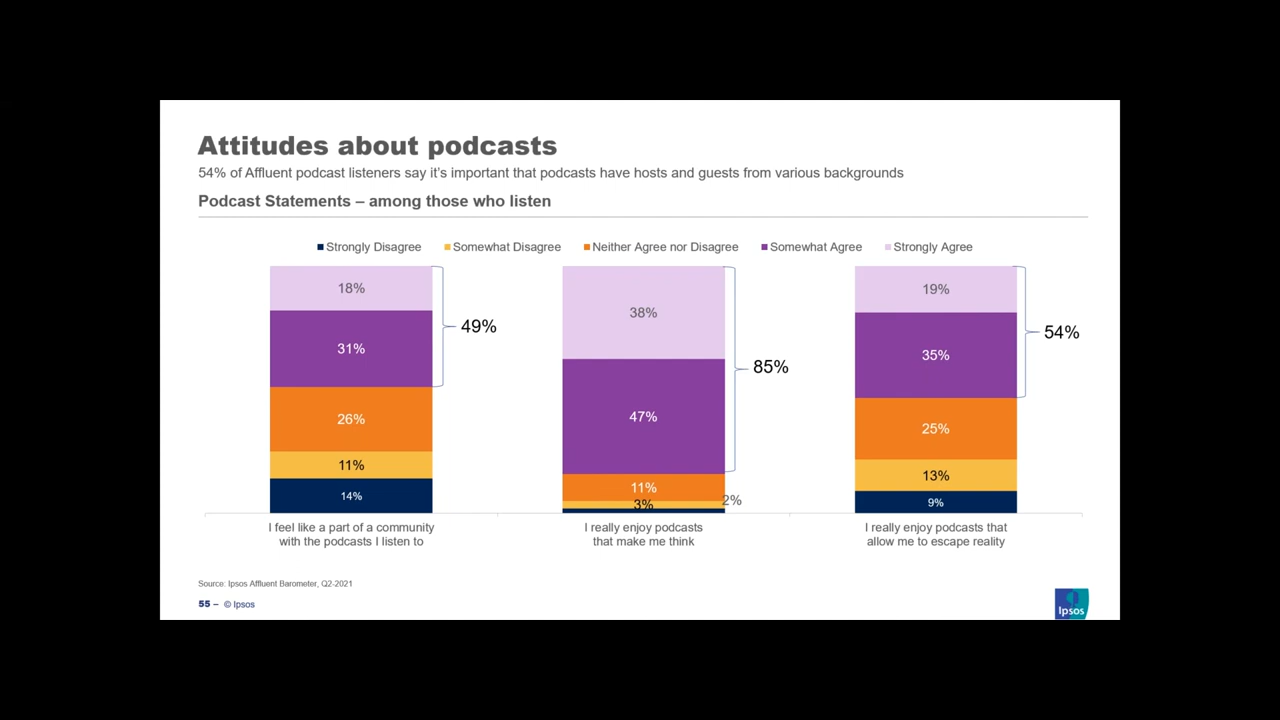 Attitudes about podcasts
54% of Affluent podcast listeners say it's important that podcasts have hosts and guests from various backgrounds
Podcast Statements – among those who listen
Strongly Disagree Somewhat Disagree Neither Agree nor Disagree Somewhat Agree Strongly Agree
18%
31%
26%
11%
14%
49%
38%
47%
11%
3%
2%
85%
19%
35%
25%
13%
9%
54%
I feel like a part of a community
with the podcasts I listen to
I really enjoy podcasts
that make me think
I really enjoy podcasts that
allow me to escape reality
Source: Ipsos Affluent Barometer, Q2-2021
55 – © Ipsos
Ipsos